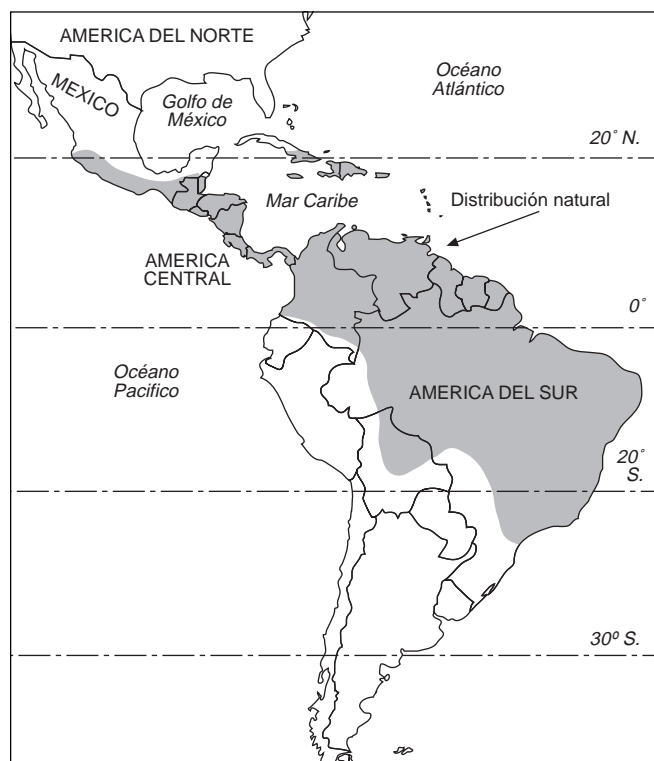 AMERICA DEL NORTE
MEXICO
Golfo de
México
Océano
Atlántico
20° N.
Mar Caribe
Distribución natural
AMERICA
CENTRAL
0°
Océano
Pacifico
AMERICA DEL SUR
20°
S.
30º S.